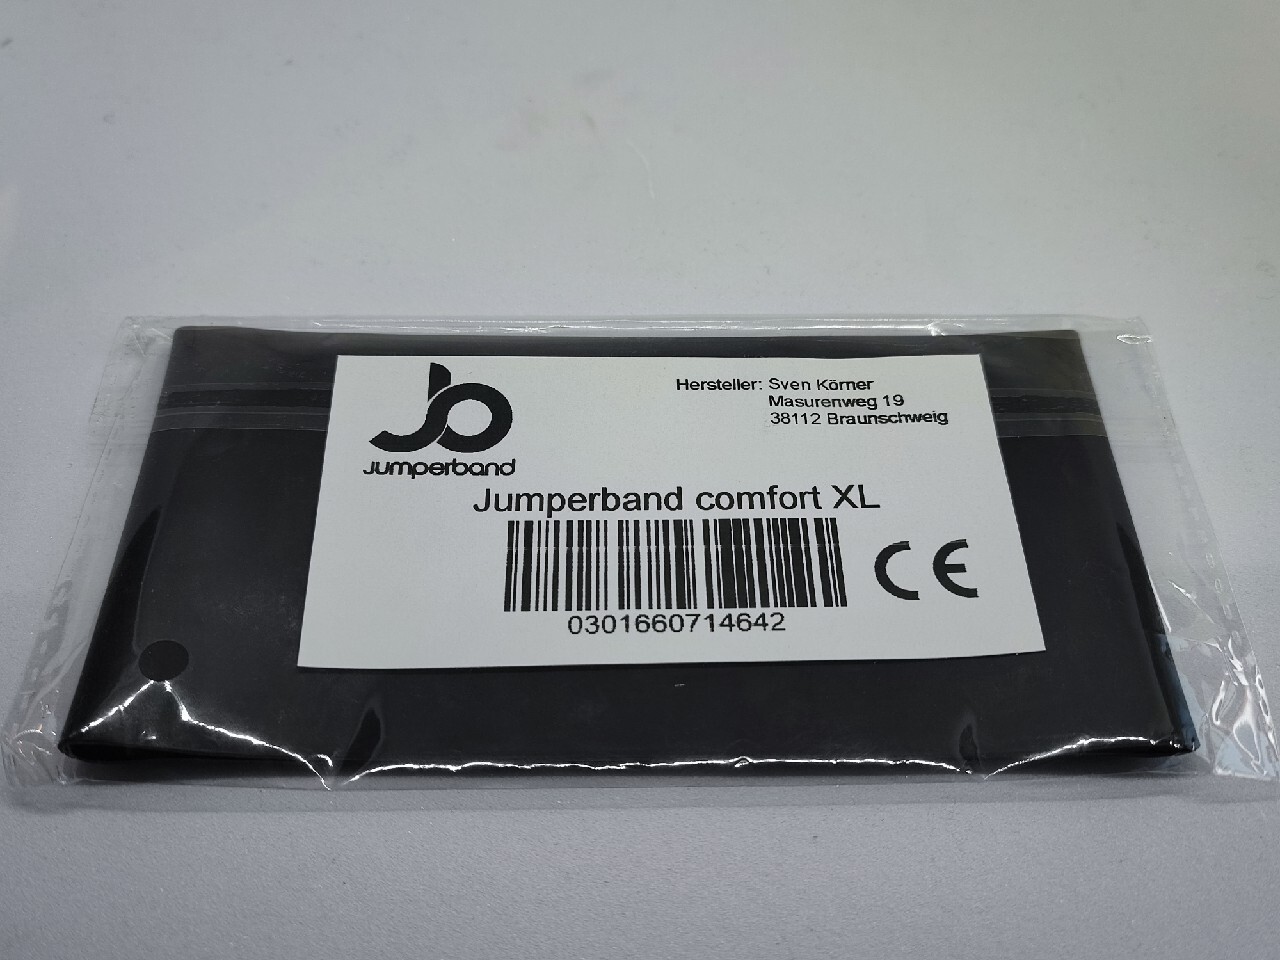 jb
jumperband
Hersteller: Sven Körner
Masurenweg 19
38112 Braunschweig
Jumperband comfort XL
0301660714642
CE